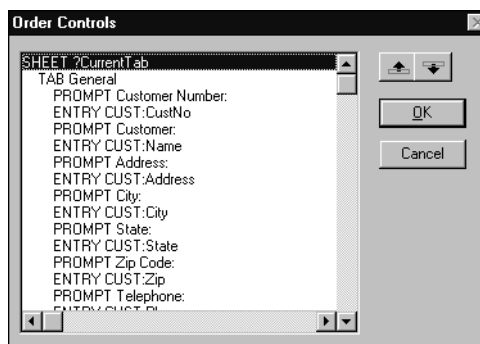 Order Controls
SHEET ?CurrentTab
TAB General
PROMPT Customer Number:
ENTRY CUST:CustNo
PROMPT Customer:
ENTRY CUST:Name
PROMPT Address:
ENTRY CUST:Address
PROMPT City:
ENTRY CUST:City
PROMPT State:
ENTRY CUST:State
PROMPT Zip Code:
ENTRY CUST:Zip
PROMPT Telephone:
OK
Cancel